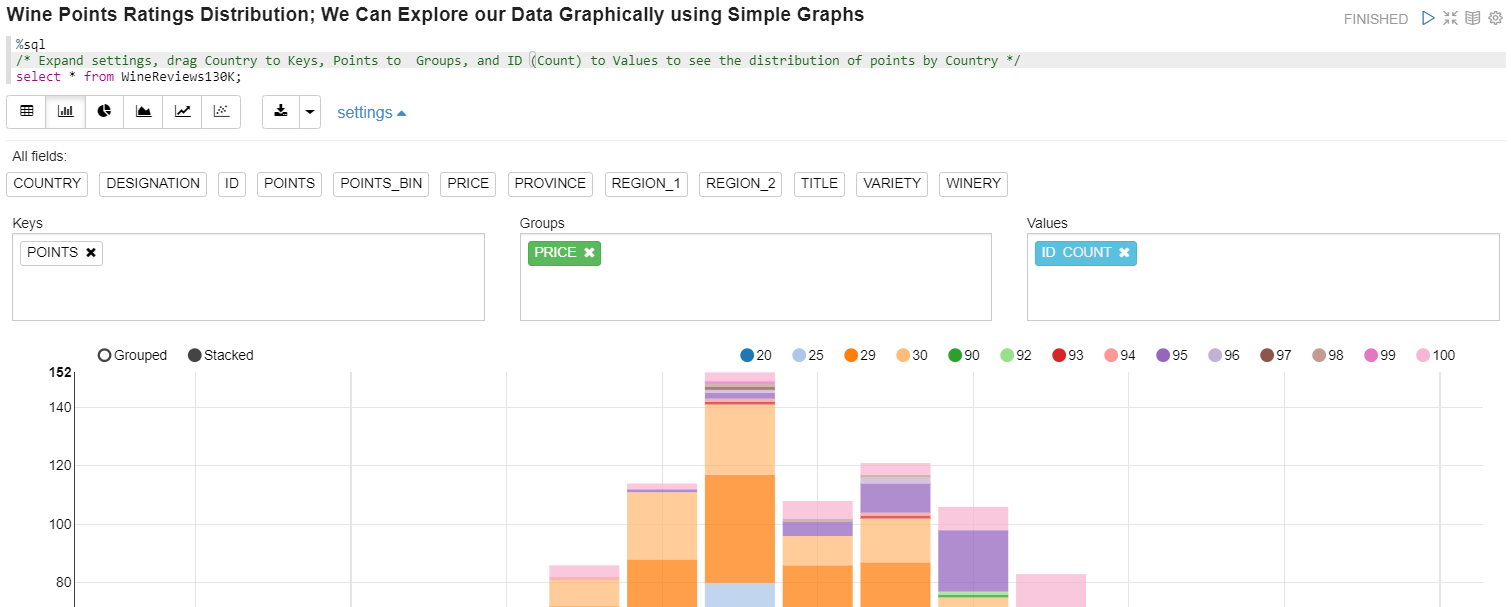 Wine Points Ratings Distribution; We Can Explore our Data Graphically using Simple Graphs
FINISHED
%sql
/* Expand settings, drag Country to Keys, Points to  Groups, and ID (Count) to Values to see the distribution of points by Country */
select * from WineReviews130K;
settings
All fields:
COUNTRY DESIGNATION ID POINTS POINTS_BIN PRICE PROVINCE REGION_1 REGION_2 TITLE VARIETY WINERY
Keys Groups Values
POINTS ✖ PRICE ✖ ID COUNT ✖
Grouped Stacked 20 25 29 30 90 92 93 94 95 96 97 98 99 100
152
140
120
100
80